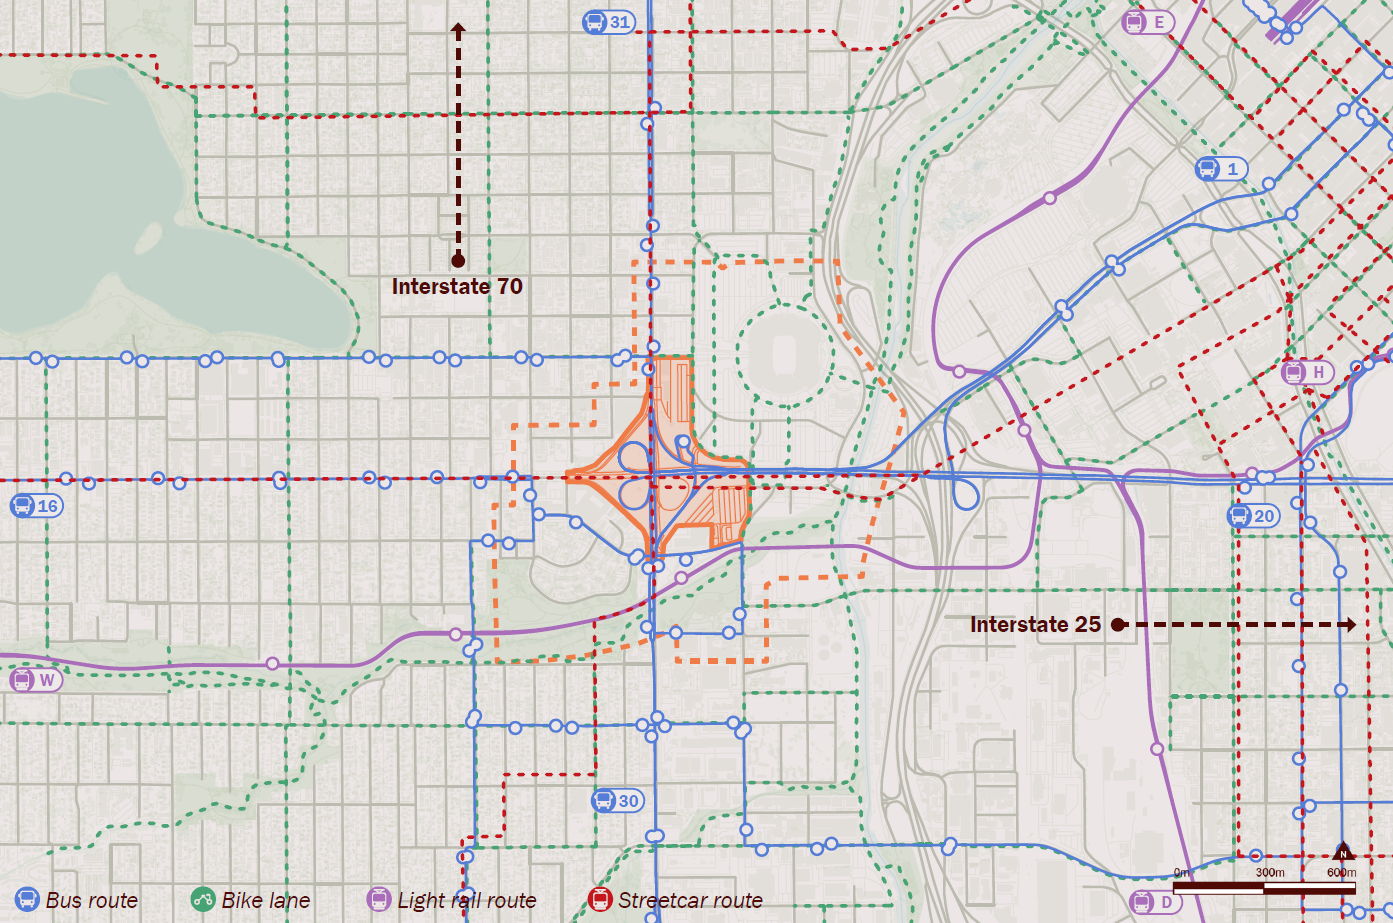 31
E
1
Interstate 70
H
16
20
Interstate 25
W
30
N
0m 300m 600m
Bus route
Bike lane
Light rail route
Streetcar route
D